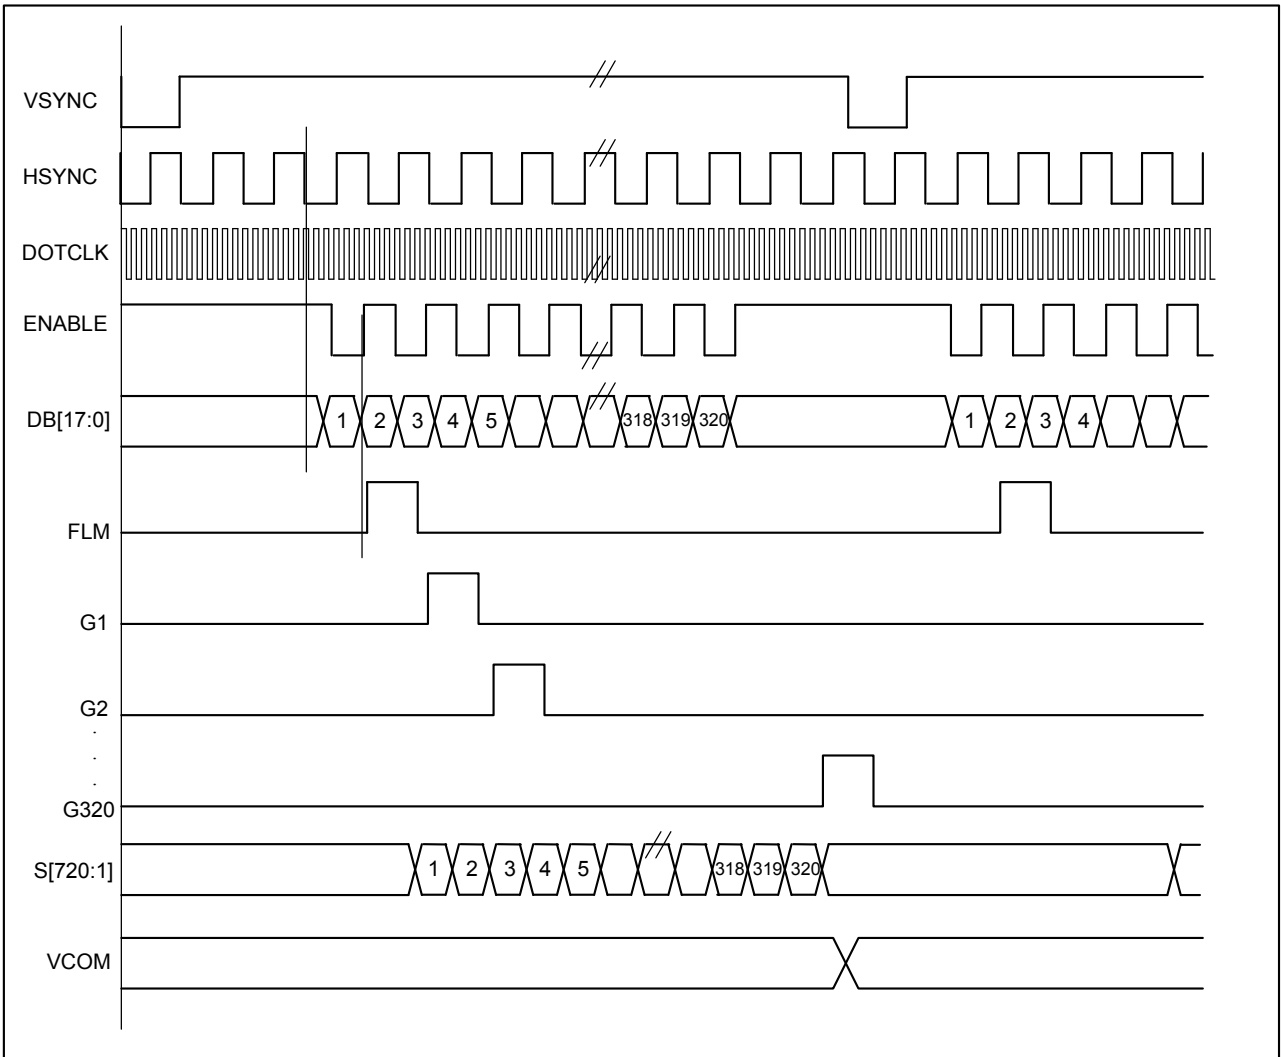 VSYNC
HSYNC
DOTCLK
ENABLE
DB[17:0] 1 2 3 4 5 318 319 320 1 2 3 4
FLM
G1
G2
.
.
.
G320
S[720:1] 1 2 3 4 5 318 319 320
VCOM